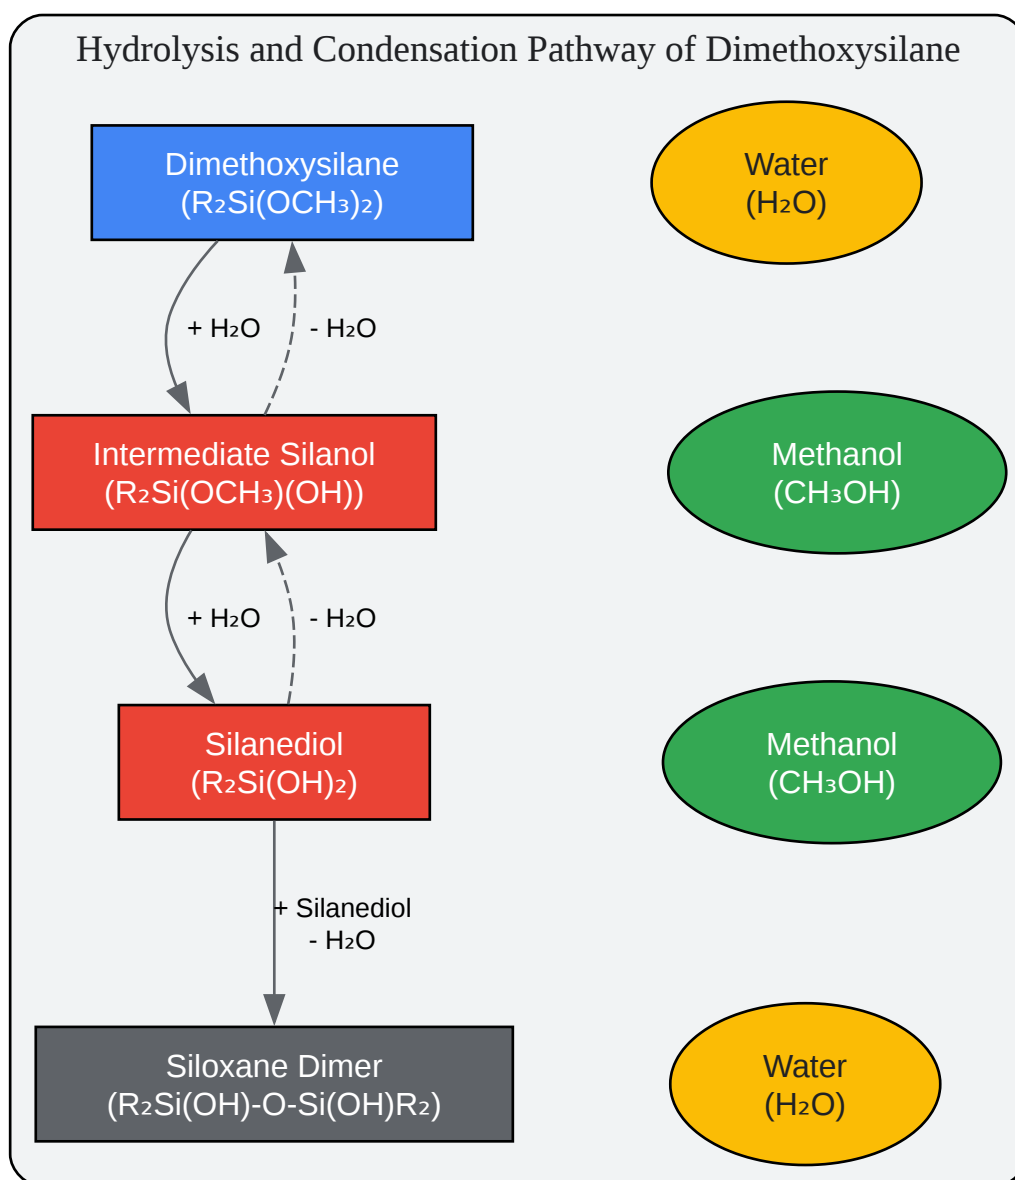 Hydrolysis and Condensation Pathway of Dimethoxysilane
Dimethoxysilane
(R₂Si(OCH₃)₂)
Water
(H₂O)
+ H₂O
- H₂O
Intermediate Silanol
(R₂Si(OCH₃)(OH))
Methanol
(CH₃OH)
+ H₂O
- H₂O
Silanediol
(R₂Si(OH)₂)
Methanol
(CH₃OH)
+ Silanediol
- H₂O
Siloxane Dimer
(R₂Si(OH)-O-Si(OH)R₂)
Water
(H₂O)